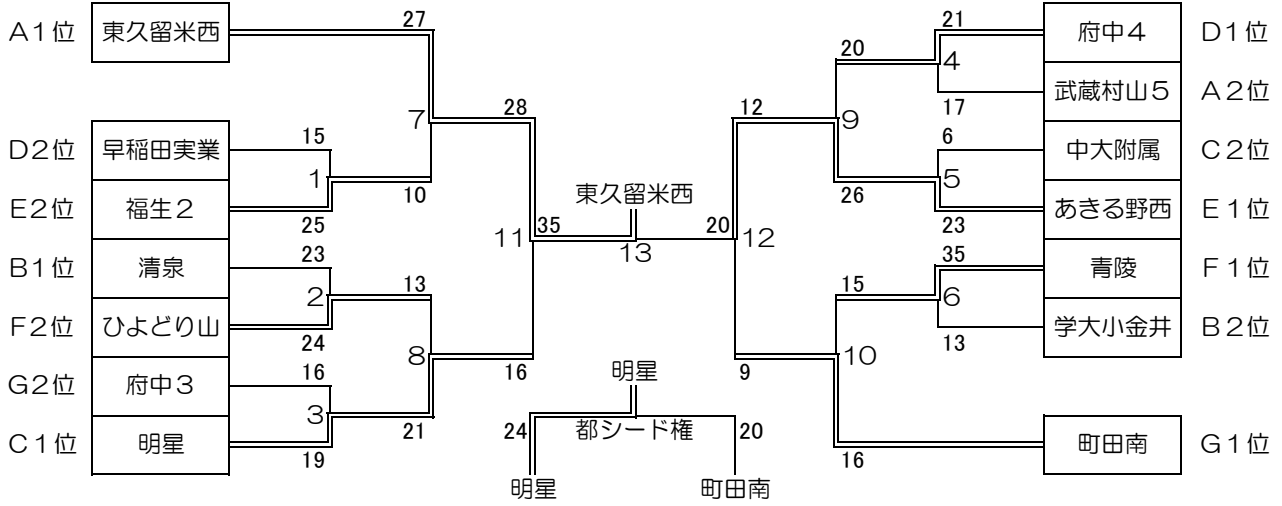 A1位 東久留米西 27 21 府中4 D1位
20 4
武蔵村山5 A2位
7 28 12 9 17
D2位 早稲田実業 15 6 中大附属 C2位
1 5
E2位 福生2 10 東久留米西 26 あきる野西 E1位
25 23
11 35 13 20 12
B1位 清泉 23 35 青陵 F1位
2 13 15 6
F2位 ひよどり山 学大小金井 B2位
24 13
8 16 9 10
G2位 府中3 16 明星
3
C1位 明星 21 24 都シード権 20 16 町田南 G1位
19
明星 町田南